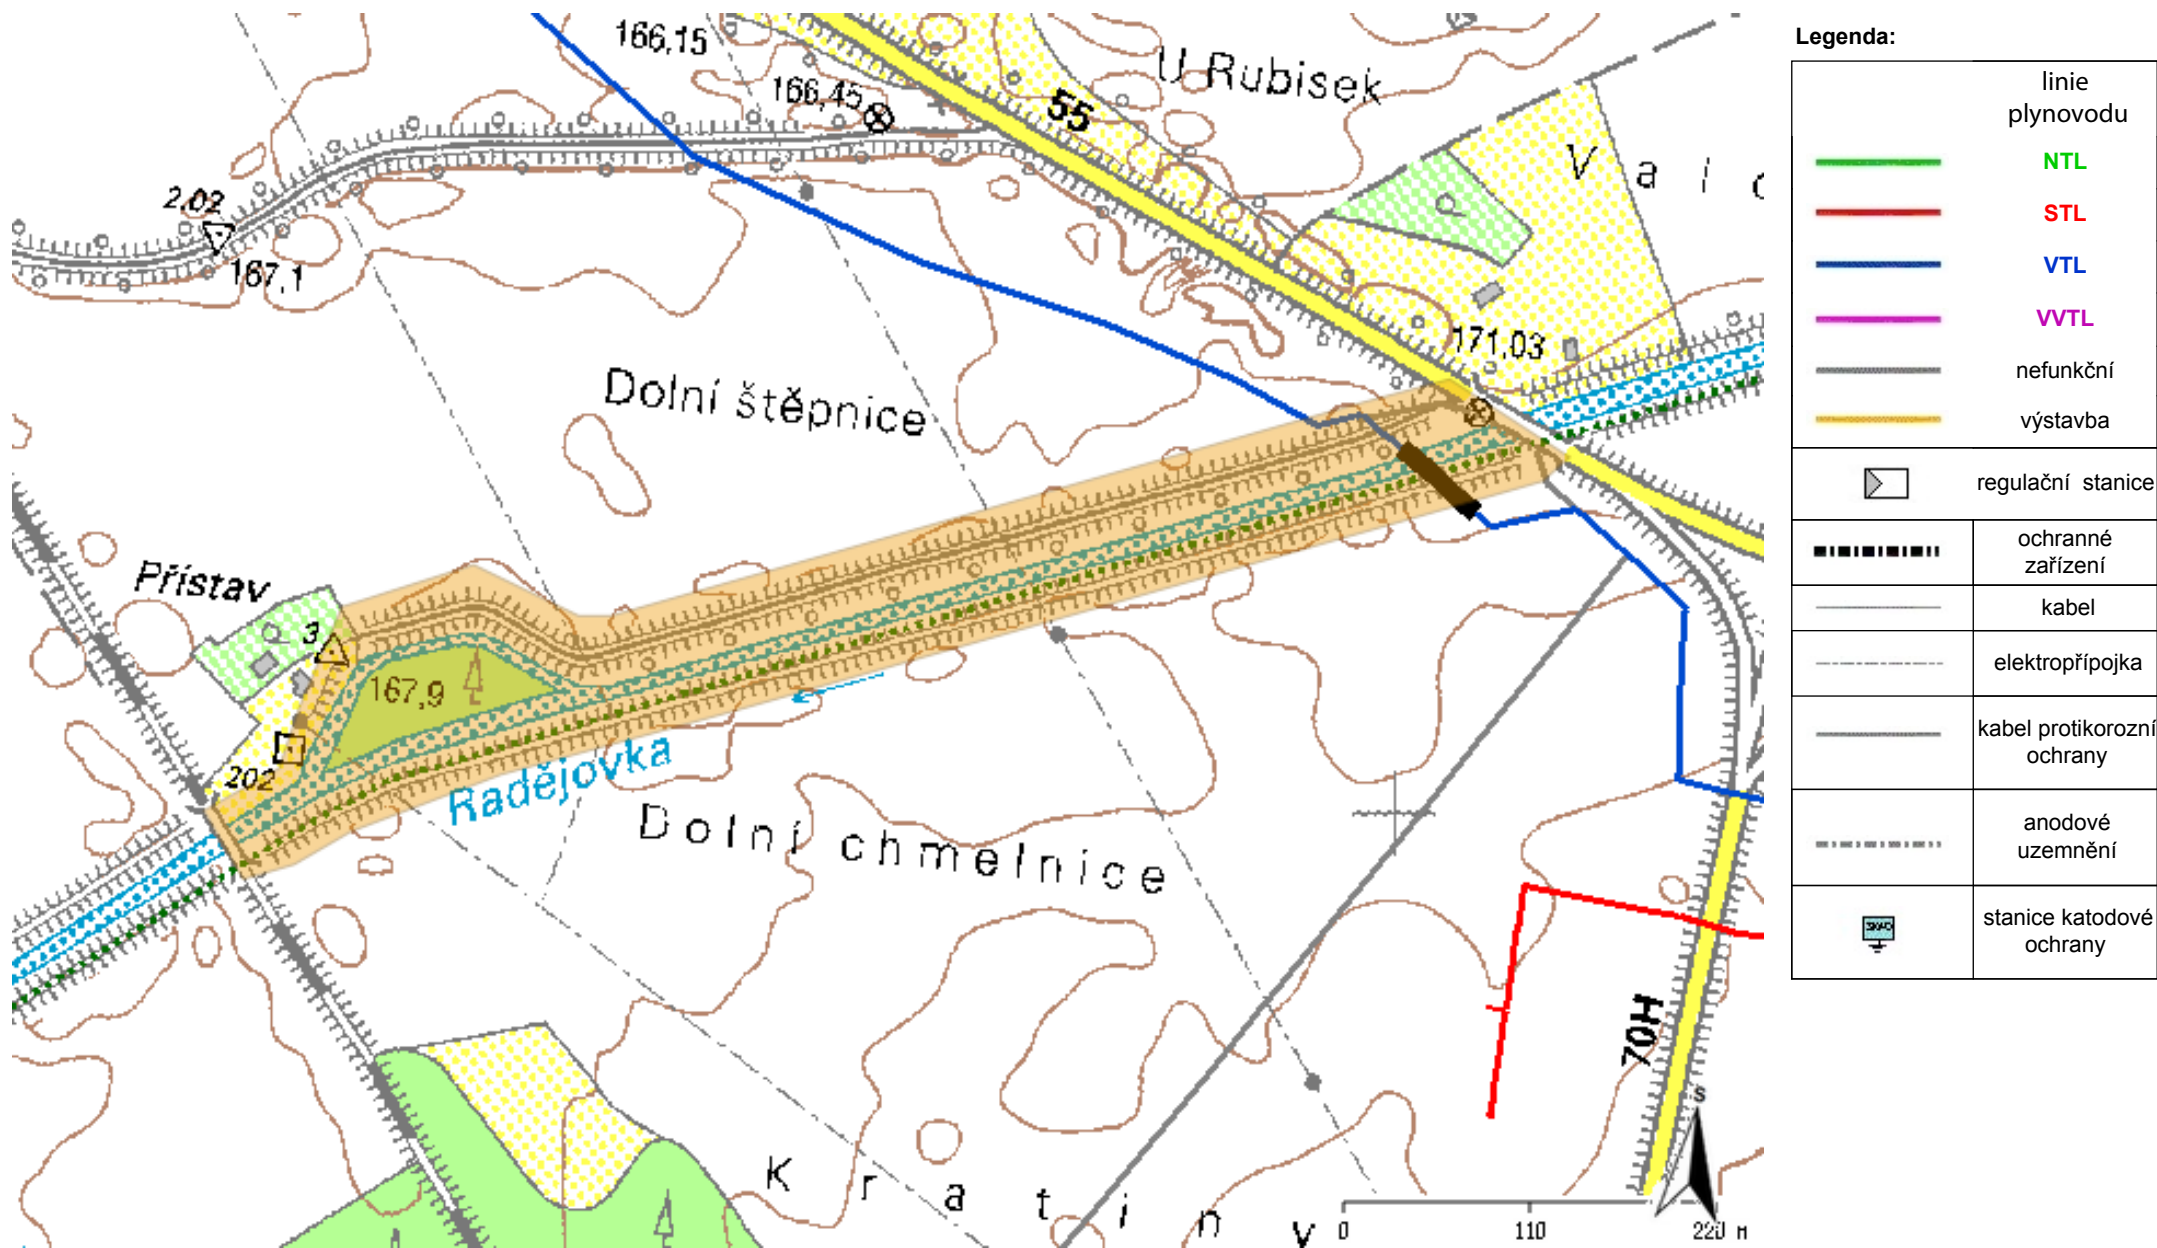 166,15
U Rubisek
166,45
55
V a l
2.02
167,1
171,03
Dolní štěpnice
Přístav
3
167,9
202
Radějovka
Dolní chmelnice
70H
K r a t i n y
S
0 110 220 M
Legenda:
linie
plynovodu
NTL
STL
VTL
VVTL
nefunkční
výstavba
regulační stanice
ochranné
zařízení
kabel
elektropřípojka
kabel protikorozní
ochrany
anodové
uzemnění
stanice katodové
ochrany